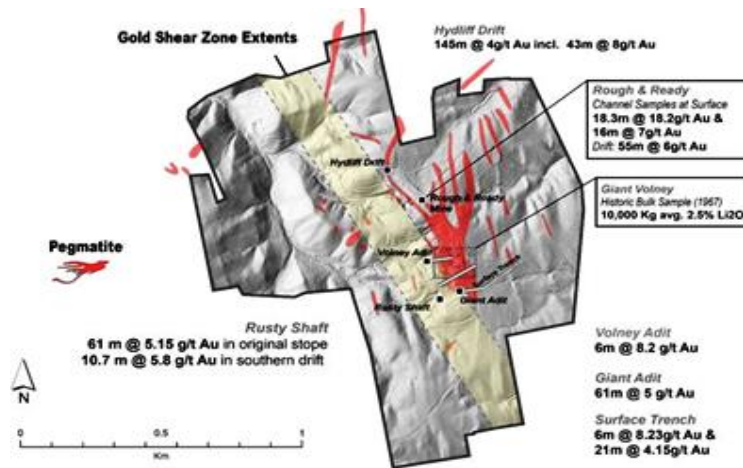 Hydliff Drift
145m @ 4g/t Au incl. 43m @ 8g/t Au
Gold Shear Zone Extents
Rough & Ready
Channel Samples at Surface
18.3m @ 18.2g/t Au &
16m @ 7g/t Au
Drift: 55m @ 6g/t Au
Hydliff Drift
Rough & Ready
Mine
Giant Volney
Historic Bulk Sample (1967)
10,000 Kg avg. 2.5% Li2O
Pegmatite
Volney Adit
Surface Trench
Rusty Shaft
Giant Adit
Rusty Shaft
61 m @ 5.15 g/t Au in original stope
10.7 m @ 5.8 g/t Au in southern drift
Volney Adit
6m @ 8.2 g/t Au
Giant Adit
61m @ 5 g/t Au
Surface Trench
6m @ 8.23g/t Au &
21m @ 4.15g/t Au
N
0 0.5 1
Km